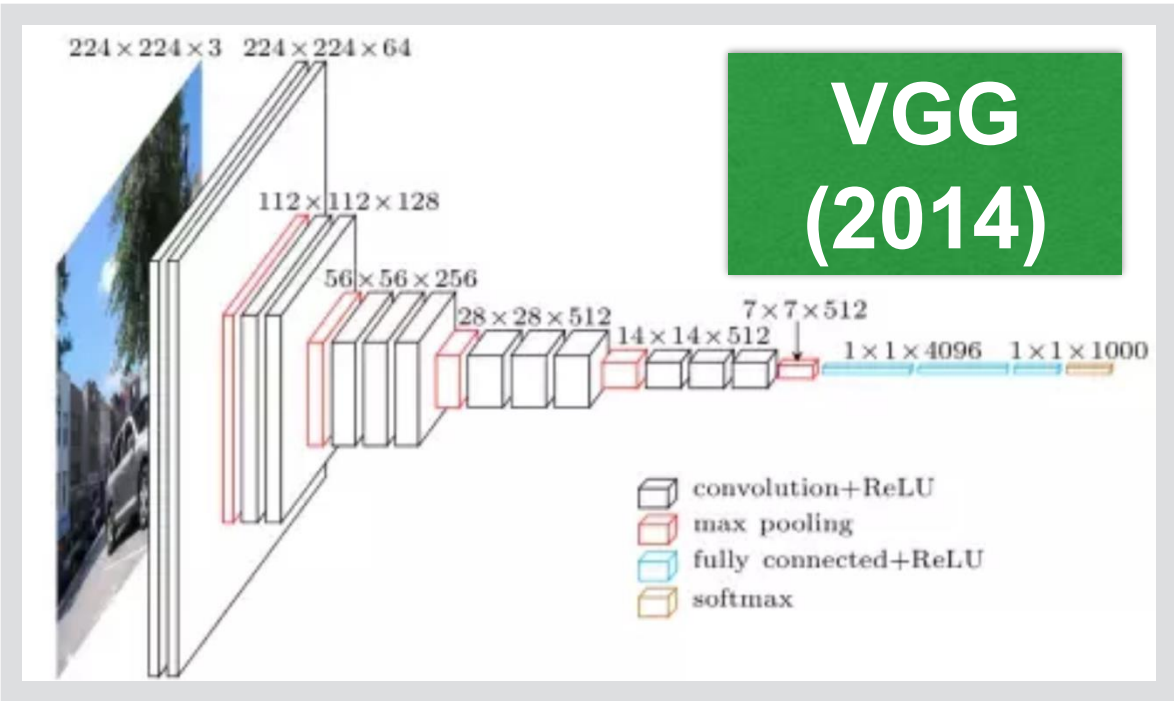 224×224×3 224×224×64
VGG
(2014)
112×112×128
56×56×256
28×28×512
14×14×512
7×7×512
1×1×4096
1×1×1000
convolution+ReLU
max pooling
fully connected+ReLU
softmax